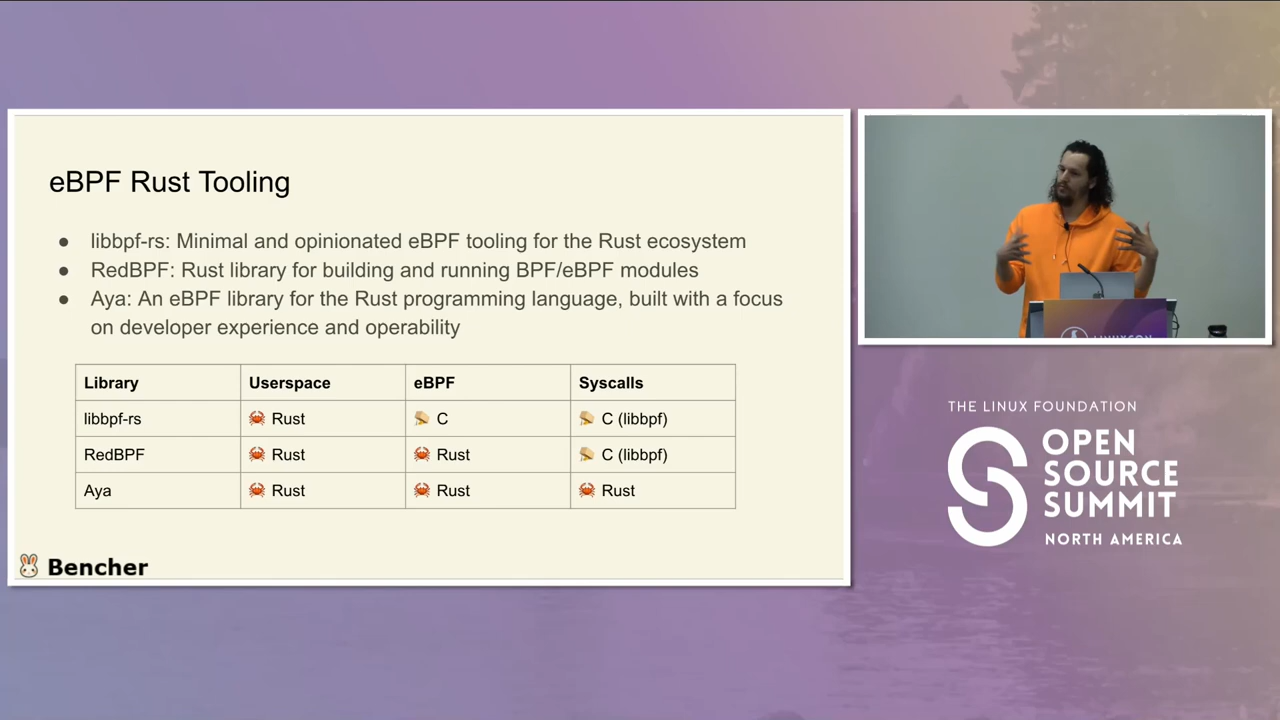 eBPF Rust Tooling
● libbpf-rs: Minimal and opinionated eBPF tooling for the Rust ecosystem
● RedBPF: Rust library for building and running BPF/eBPF modules
● Aya: An eBPF library for the Rust programming language, built with a focus
on developer experience and operability
Library Userspace eBPF Syscalls
libbpf-rs 🦀 Rust 🧀 C 🧀 C (libbpf)
RedBPF 🦀 Rust 🦀 Rust 🧀 C (libbpf)
Aya 🦀 Rust 🦀 Rust 🦀 Rust
🐰 Bencher
LINUXCON
THE LINUX FOUNDATION
OPEN
SOURCE
SUMMIT
NORTH AMERICA